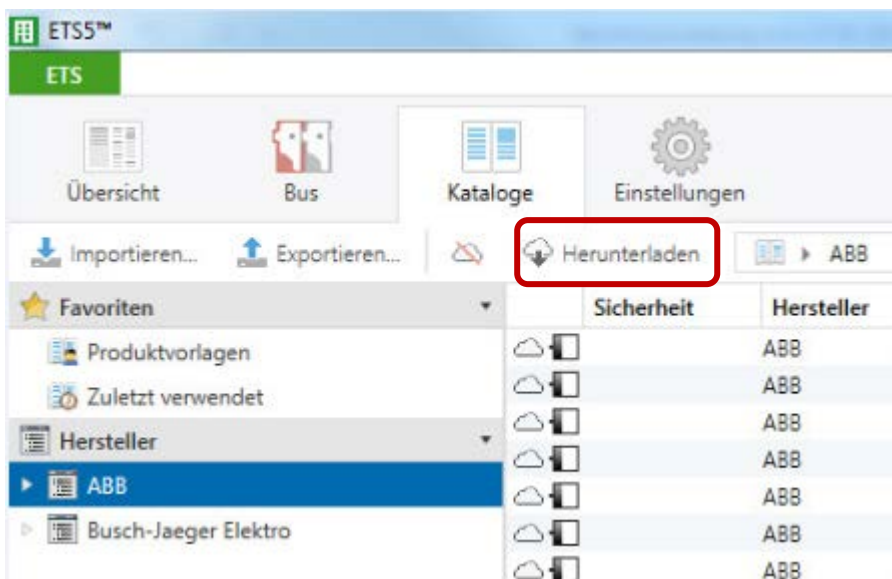 ETS5™
ETS
Übersicht Bus Kataloge Einstellungen
Importieren... Exportieren... Herunterladen ABB
Favoriten Sicherheit Hersteller
Produktvorlagen ABB
Zuletzt verwendet ABB
ABB
Hersteller ABB
ABB ABB
Busch-Jaeger Elektro ABB
ABB